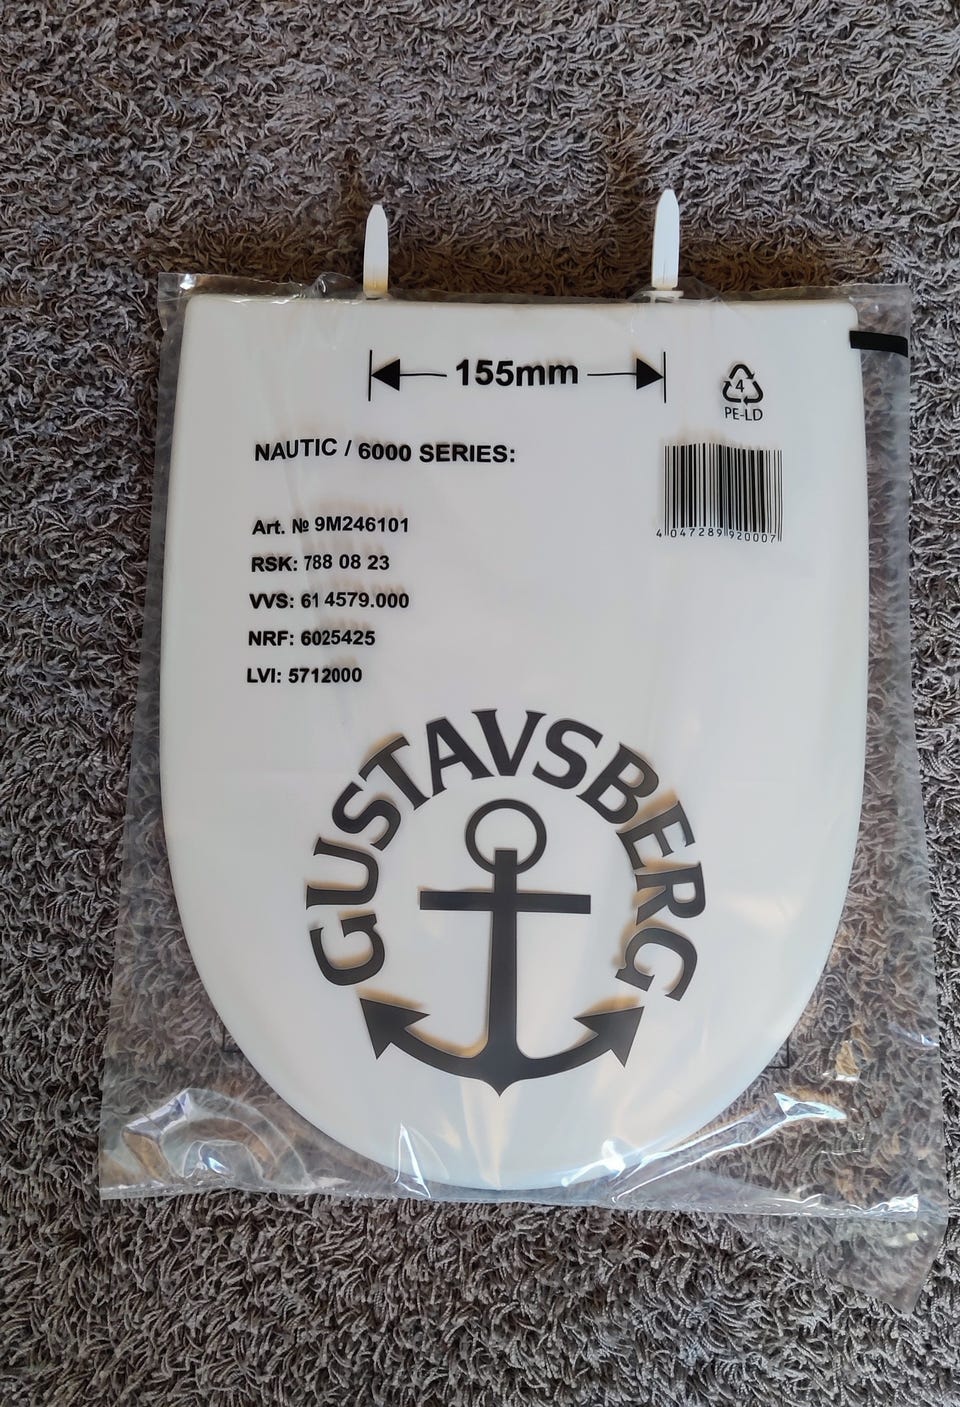 155mm
4
PE-LD
NAUTIC / 6000 SERIES:
4 047289 920007
Art. № 9M246101
RSK: 788 08 23
VVS: 61 4579.000
NRF: 6025425
LVI: 5712000
GUSTAVSBERG